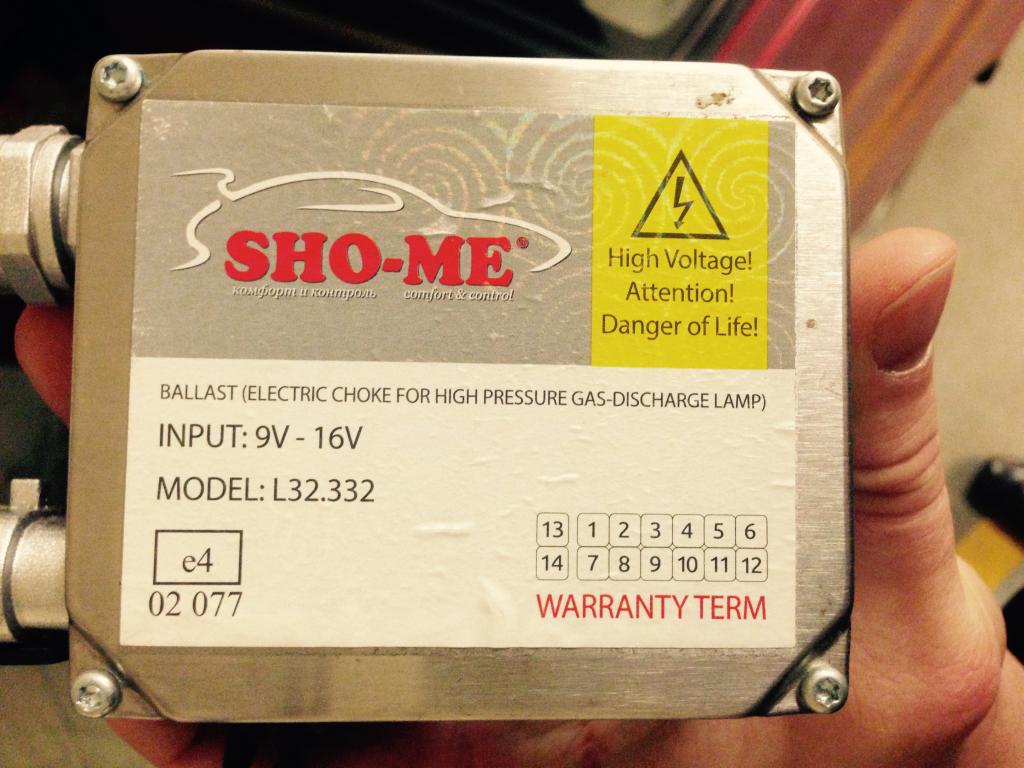 SHO-ME®
комфорт и контроль comfort & control
High Voltage!
Attention!
Danger of Life!
BALLAST (ELECTRIC CHOKE FOR HIGH PRESSURE GAS-DISCHARGE LAMP)
INPUT: 9V - 16V
MODEL: L32.332
e4
02 077
13 1 2 3 4 5 6
14 7 8 9 10 11 12
WARRANTY TERM